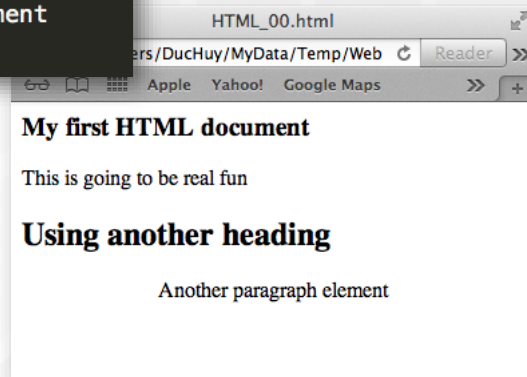 ment
HTML_00.html
ers/DucHuy/MyData/Temp/Web
Reader
Apple Yahoo! Google Maps
My first HTML document
This is going to be real fun
Using another heading
Another paragraph element